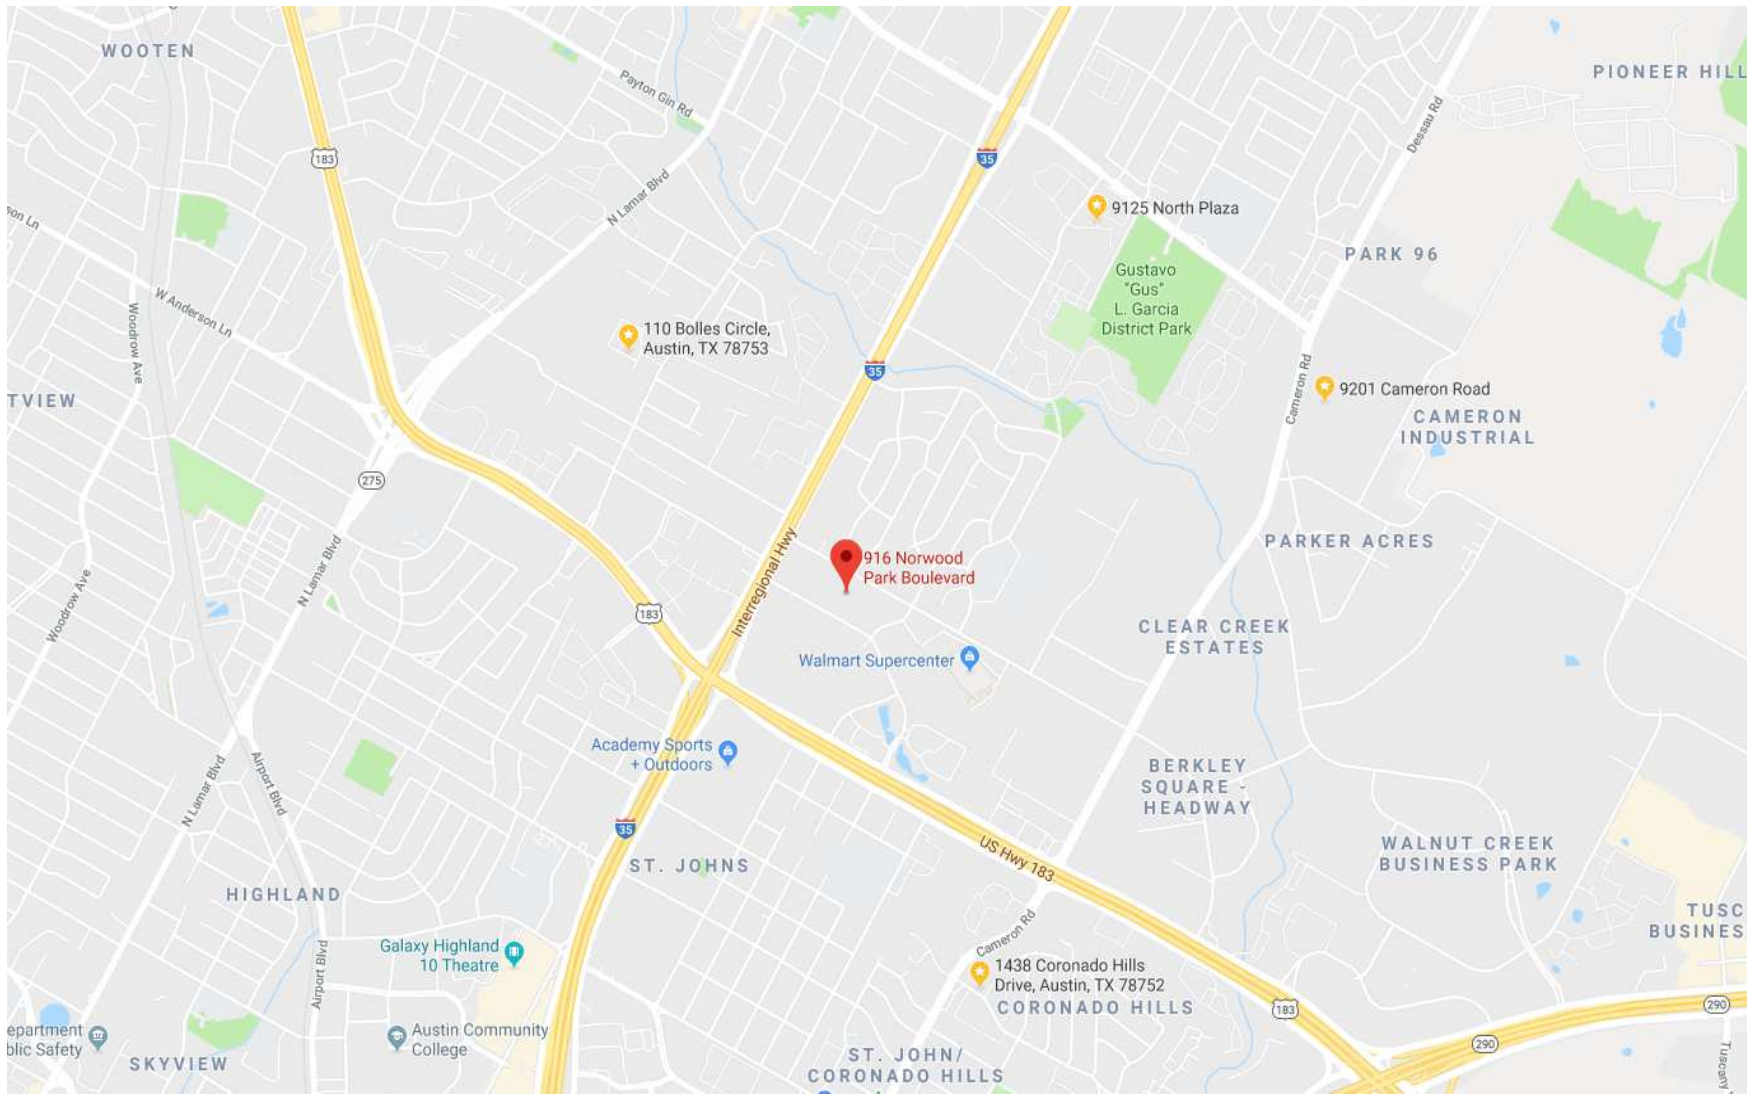 WOOTEN
Payton Gin Rd
PIONEER HILL
183
35
Dessau Rd
N Lamar Blvd
9125 North Plaza
son Ln
PARK 96
Gustavo
"Gus"
L. Garcia
District Park
W Anderson Ln
Woodrow Ave
110 Bolles Circle,
Austin, TX 78753
35
Cameron Rd
9201 Cameron Road
TVIEW
CAMERON
INDUSTRIAL
275
Interregional Hwy
PARKER ACRES
916 Norwood
Park Boulevard
N Lamar Blvd
Woodrow Ave
183
CLEAR CREEK
ESTATES
Walmart Supercenter
Academy Sports
+ Outdoors
Airport Blvd
N Lamar Blvd
BERKLEY
SQUARE -
HEADWAY
35
US Hwy 183
WALNUT CREEK
BUSINESS PARK
ST. JOHNS
HIGHLAND
TUSC
BUSINES
Cameron Rd
Galaxy Highland
10 Theatre
Airport Blvd
1438 Coronado Hills
Drive, Austin, TX 78752
CORONADO HILLS
183
290
290
epartment
blic Safety
Austin Community
College
SKYVIEW
ST. JOHN/
CORONADO HILLS
Tuscany